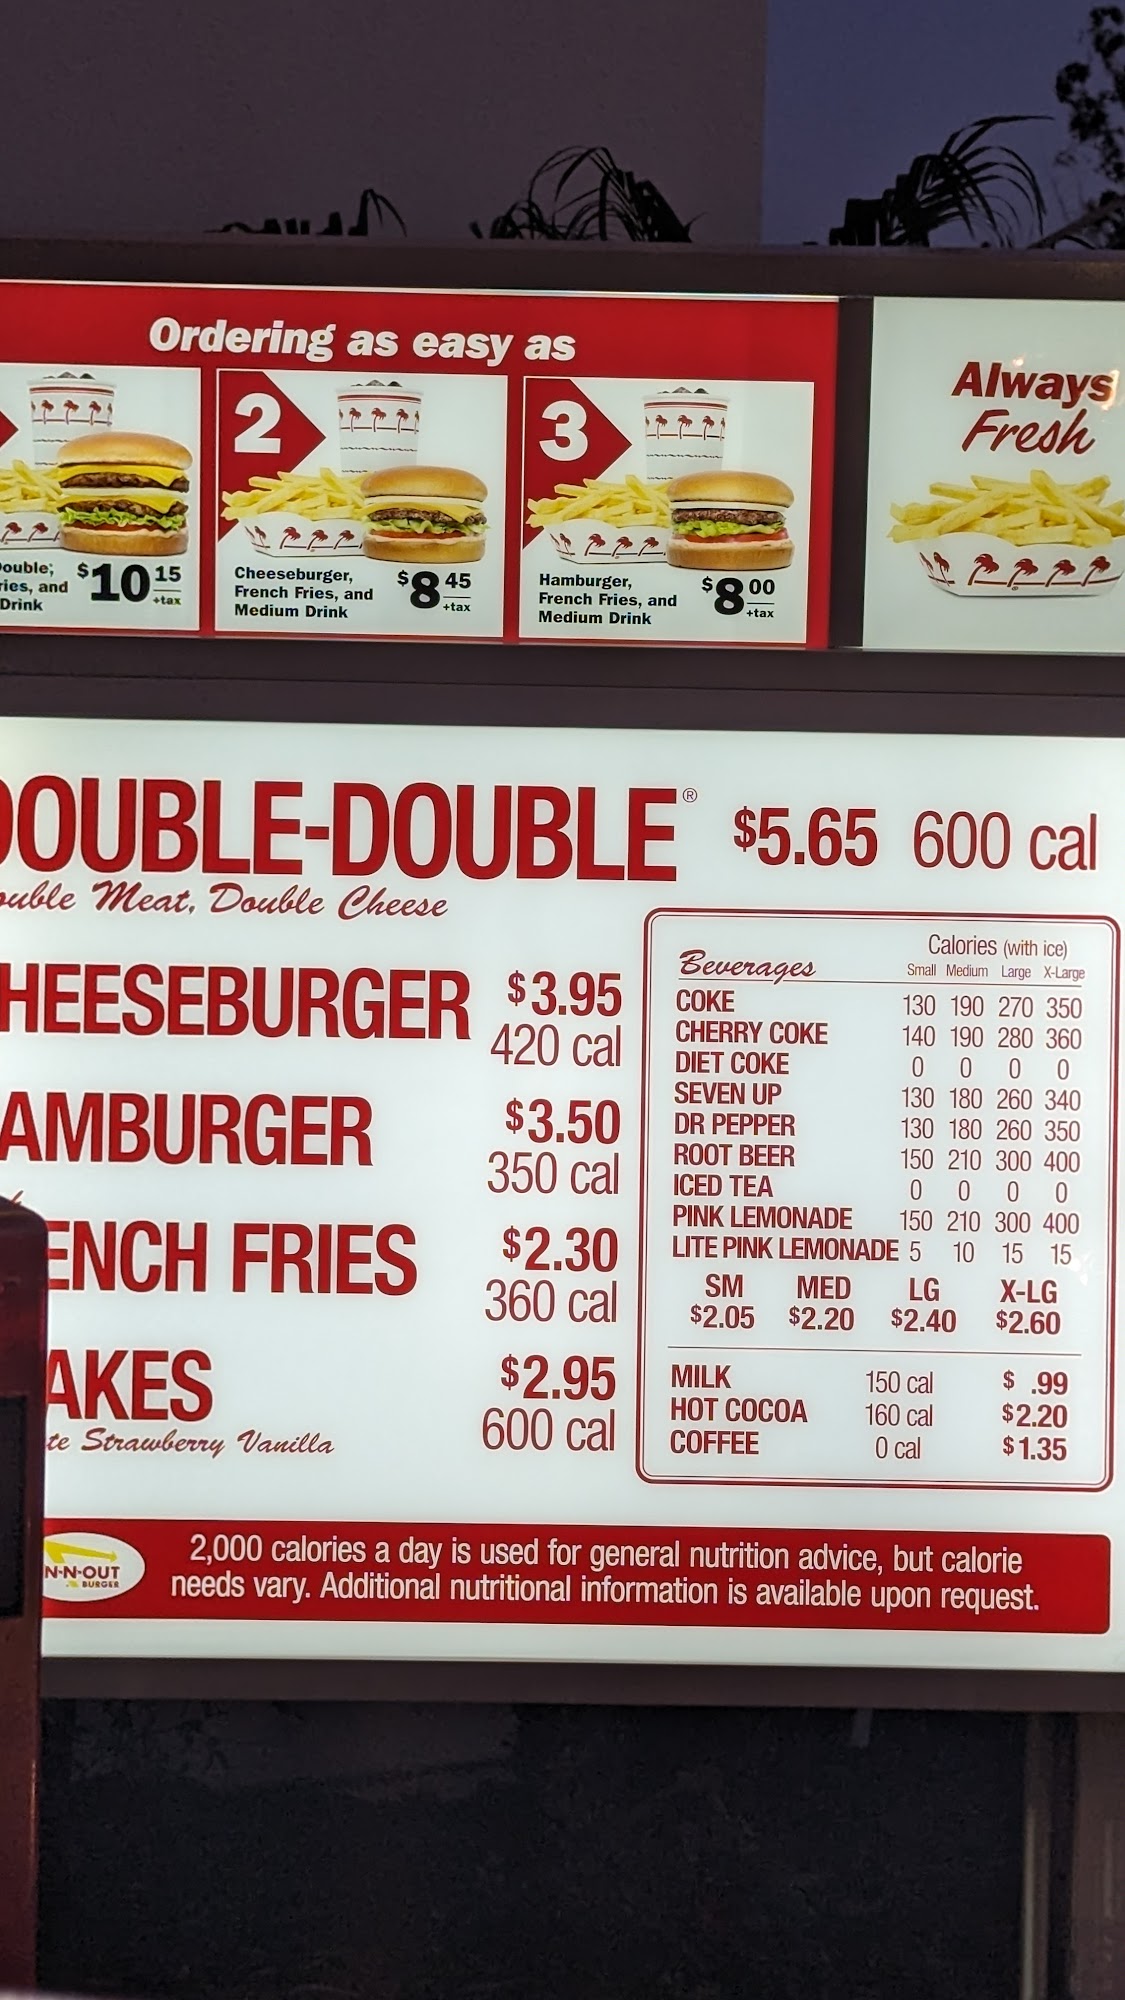 Ordering as easy as
2
3
Always
Fresh
ouble,
ries, and
Drink
$10 15
+tax
Cheeseburger,
French Fries, and
Medium Drink
$8 45
+tax
Hamburger,
French Fries, and
Medium Drink
$8 00
+tax
OUBLE-DOUBLE® $5.65 600 cal
ouble Meat, Double Cheese
HEESEBURGER $3.95
420 cal
AMBURGER $3.50
350 cal
ENCH FRIES $2.30
360 cal
AKES $2.95
te Strawberry Vanilla 600 cal
Calories (with ice)
Beverages Small Medium Large X-Large
COKE 130 190 270 350
CHERRY COKE 140 190 280 360
DIET COKE 0 0 0 0
SEVEN UP 130 180 260 340
DR PEPPER 130 180 260 350
ROOT BEER 150 210 300 400
ICED TEA 0 0 0 0
PINK LEMONADE 150 210 300 400
LITE PINK LEMONADE 5 10 15 15
SM MED LG X-LG
$2.05 $2.20 $2.40 $2.60
MILK 150 cal $ .99
HOT COCOA 160 cal $2.20
COFFEE 0 cal $1.35
N-N-OUT
BURGER
2,000 calories a day is used for general nutrition advice, but calorie
needs vary. Additional nutritional information is available upon request.